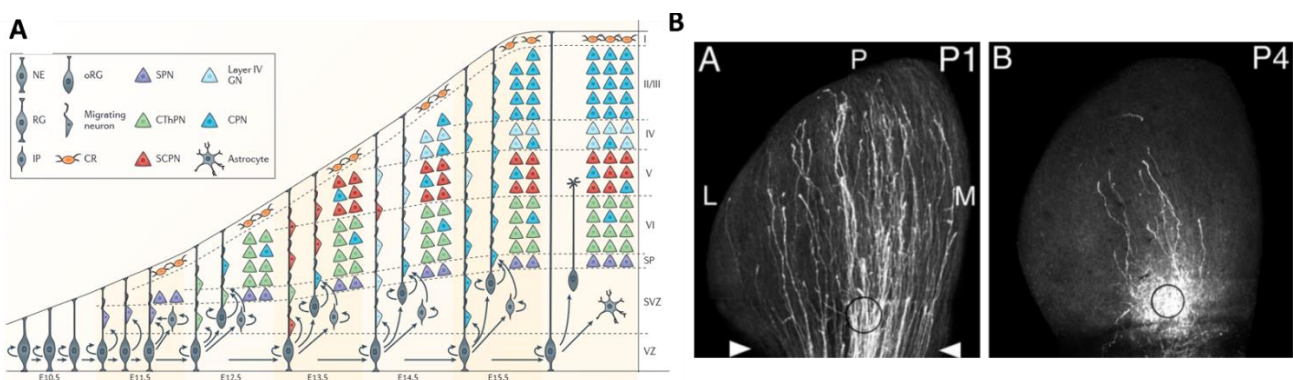 A
NE
oRG
SPN
Layer IV
GN
RG
Migrating
neuron
CThPN
CPN
IP
CR
SCPN
Astrocyte
I
II/III
IV
V
VI
SP
SVZ
VZ
E10.5
E11.5
E12.5
E13.5
E14.5
E15.5
B
A
P
P1
L
M
B
P4